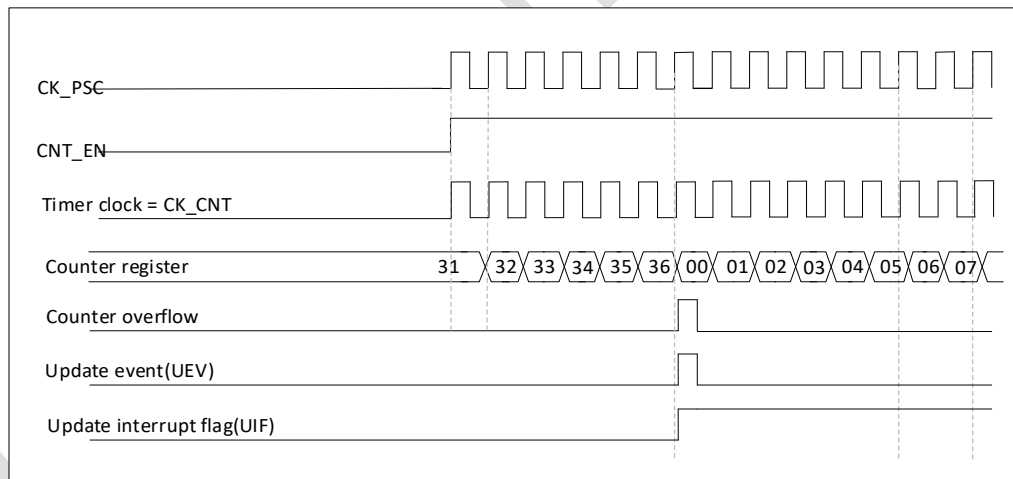 CK_PSC
CNT_EN
Timer clock = CK_CNT
Counter register 31 32 33 34 35 36 00 01 02 03 04 05 06 07
Counter overflow
Update event(UEV)
Update interrupt flag(UIF)